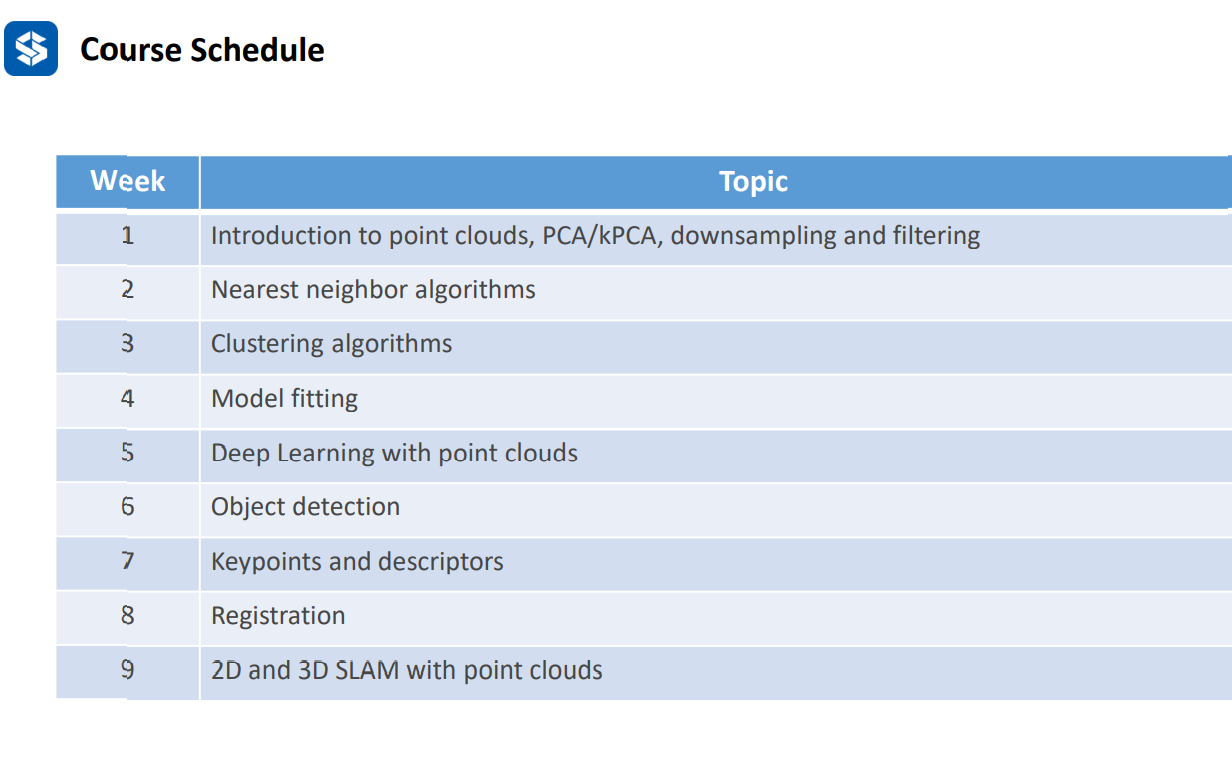 Course Schedule
Week Topic
1 Introduction to point clouds, PCA/kPCA, downsampling and filtering
2 Nearest neighbor algorithms
3 Clustering algorithms
4 Model fitting
5 Deep Learning with point clouds
6 Object detection
7 Keypoints and descriptors
8 Registration
9 2D and 3D SLAM with point clouds